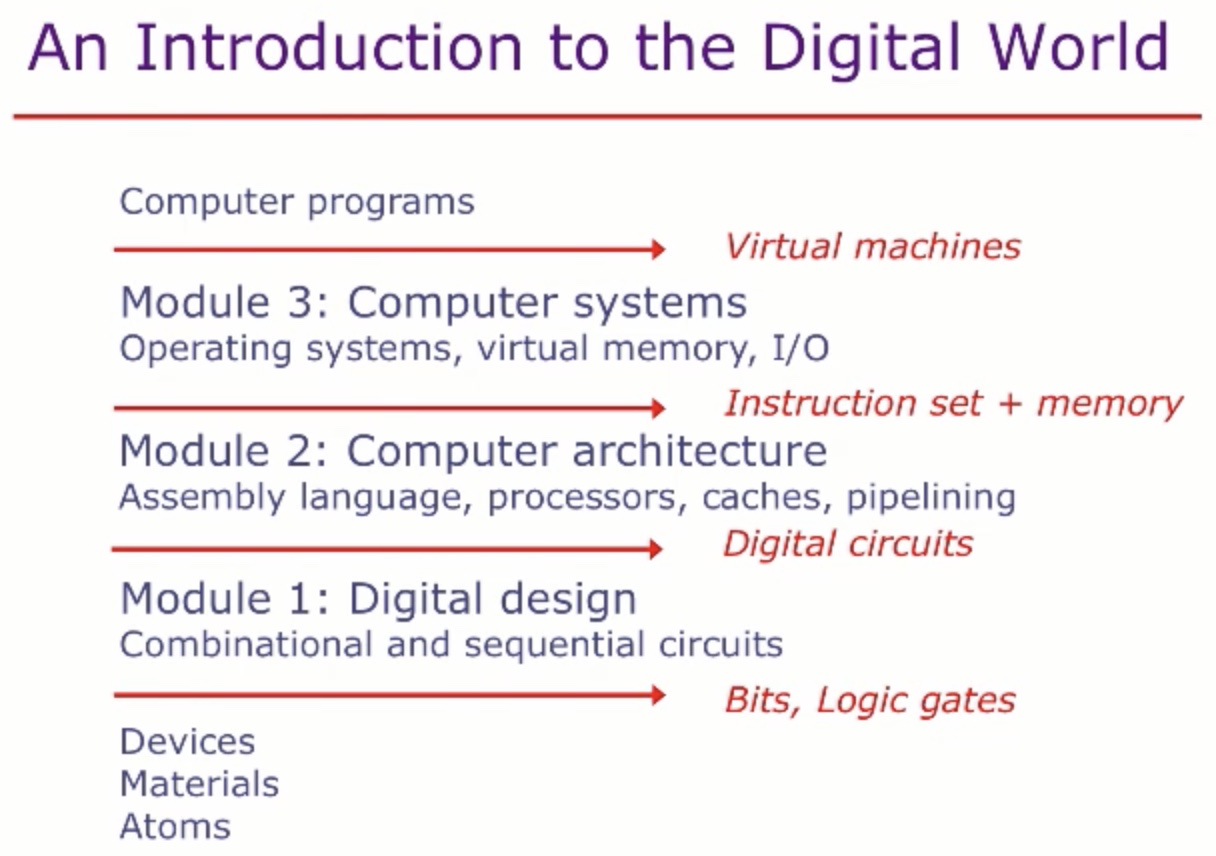 An Introduction to the Digital World
Computer programs
Virtual machines
Module 3: Computer systems
Operating systems, virtual memory, I/O
Instruction set + memory
Module 2: Computer architecture
Assembly language, processors, caches, pipelining
Digital circuits
Module 1: Digital design
Combinational and sequential circuits
Bits, Logic gates
Devices
Materials
Atoms